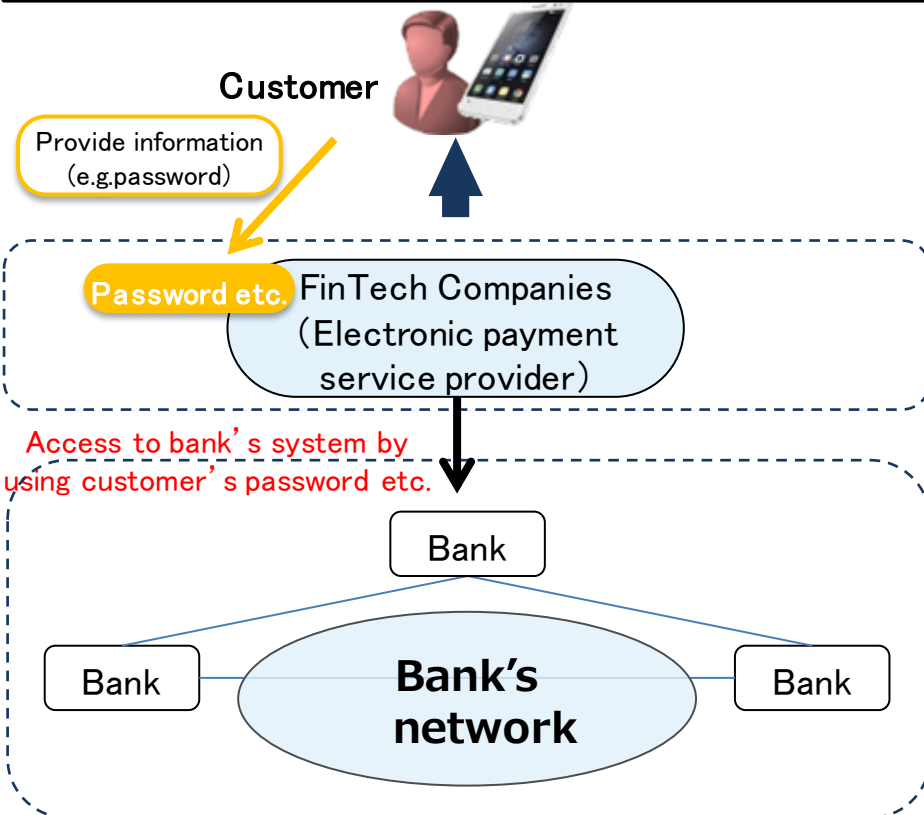 Customer
Provide information
(e.g.password)
Password etc.
FinTech Companies
(Electronic payment
service provider)
Access to bank’s system by
using customer’s password etc.
Bank
Bank
Bank
Bank’s
network